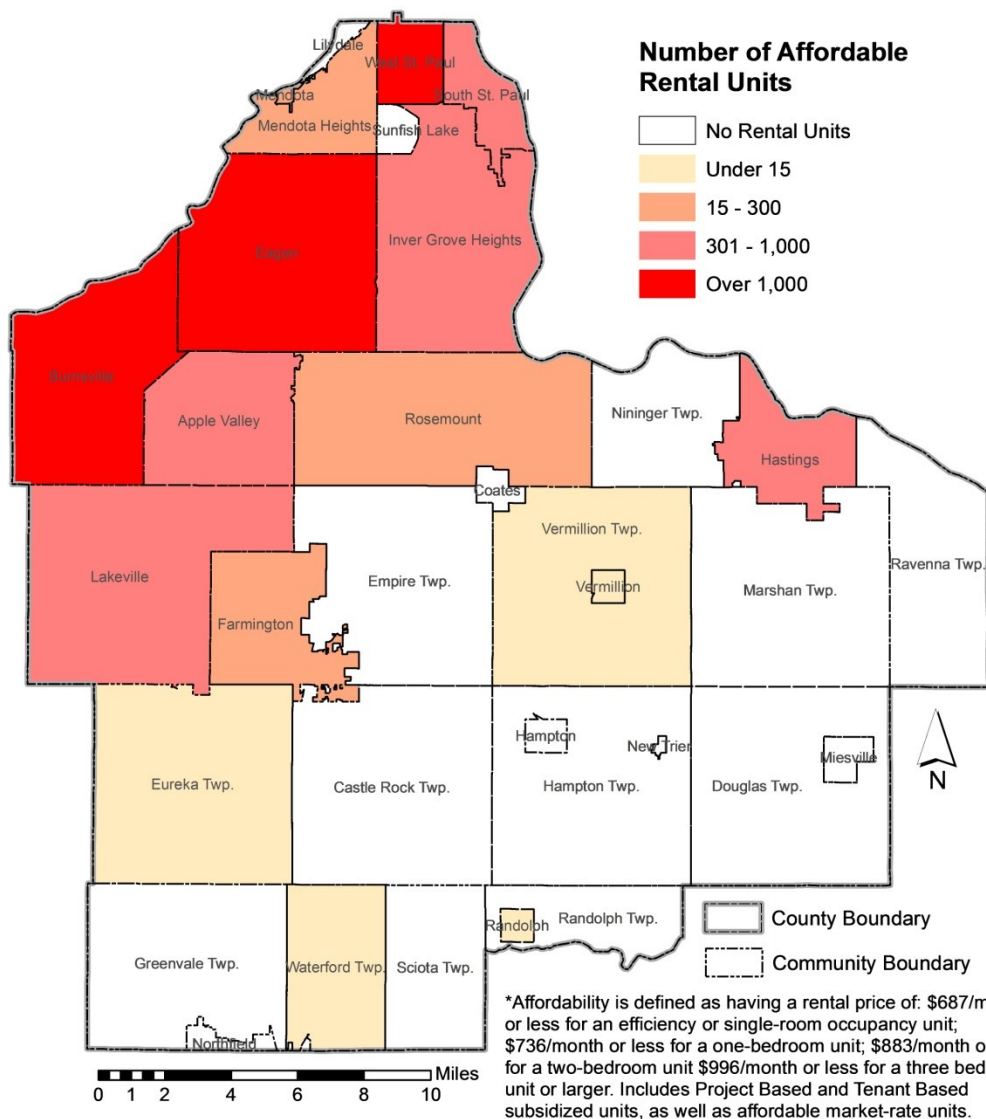 Lilydale
West St. Paul
South St. Paul
Mendota
Mendota Heights
Sunfish Lake
Eagan
Inver Grove Heights
Burnsville
Apple Valley
Rosemount
Nininger Twp.
Hastings
Coates
Vermillion Twp.
Lakeville
Empire Twp.
Vermillion
Marshan Twp.
Ravenna Twp.
Farmington
Hampton
New Trier
Miesville
Eureka Twp.
Castle Rock Twp.
Hampton Twp.
Douglas Twp.
Randolph
Randolph Twp.
Greenvale Twp.
Waterford Twp.
Sciota Twp.
Northfield
Number of Affordable
Rental Units
No Rental Units
Under 15
15 - 300
301 - 1,000
Over 1,000
N
County Boundary
Community Boundary
Miles
0 1 2 4 6 8 10
*Affordability is defined as having a rental price of: $687/m
or less for an efficiency or single-room occupancy unit;
$736/month or less for a one-bedroom unit; $883/month o
for a two-bedroom unit $996/month or less for a three bed
unit or larger. Includes Project Based and Tenant Based
subsidized units, as well as affordable market-rate units.